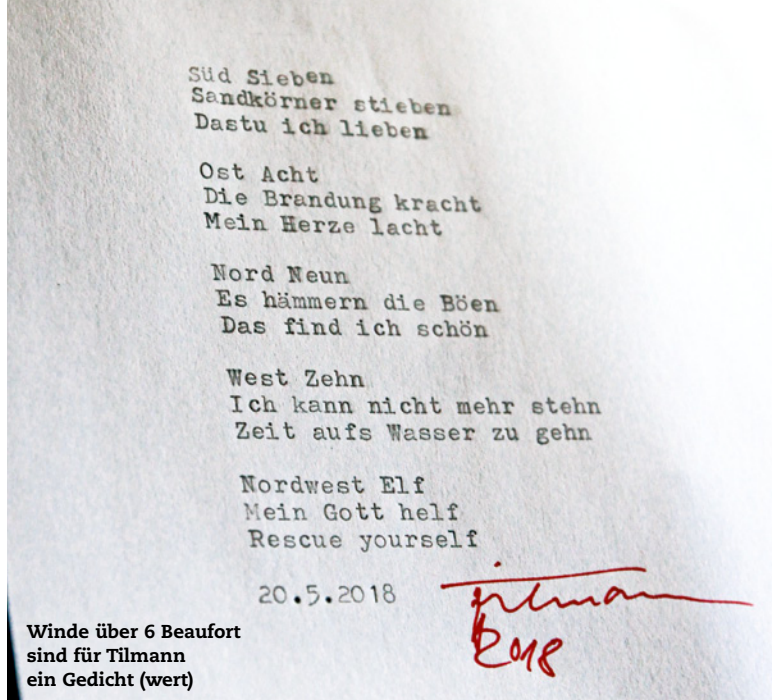 Süd Sieben
Sandkörner stieben
Dastu ich lieben

Ost Acht
Die Brandung kracht
Mein Herze lacht

Nord Neun
Es hämmern die Böen
Das find ich schön

West Zehn
Ich kann nicht mehr stehn
Zeit aufs Wasser zu gehn

Nordwest Elf
Mein Gott helf
Rescue yourself

20.5.2018
Tilmann
2018
Winde über 6 Beaufort
sind für Tilmann
ein Gedicht (wert)